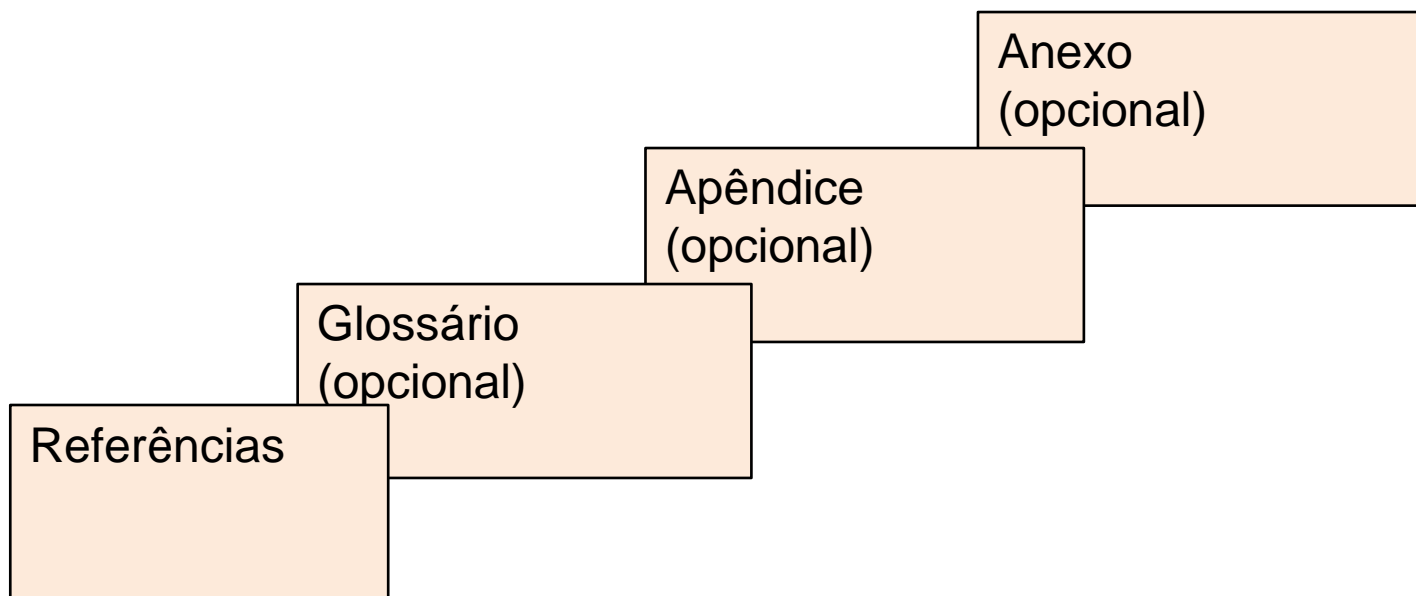 Anexo
(opcional)
Apêndice
(opcional)
Glossário
(opcional)
Referências